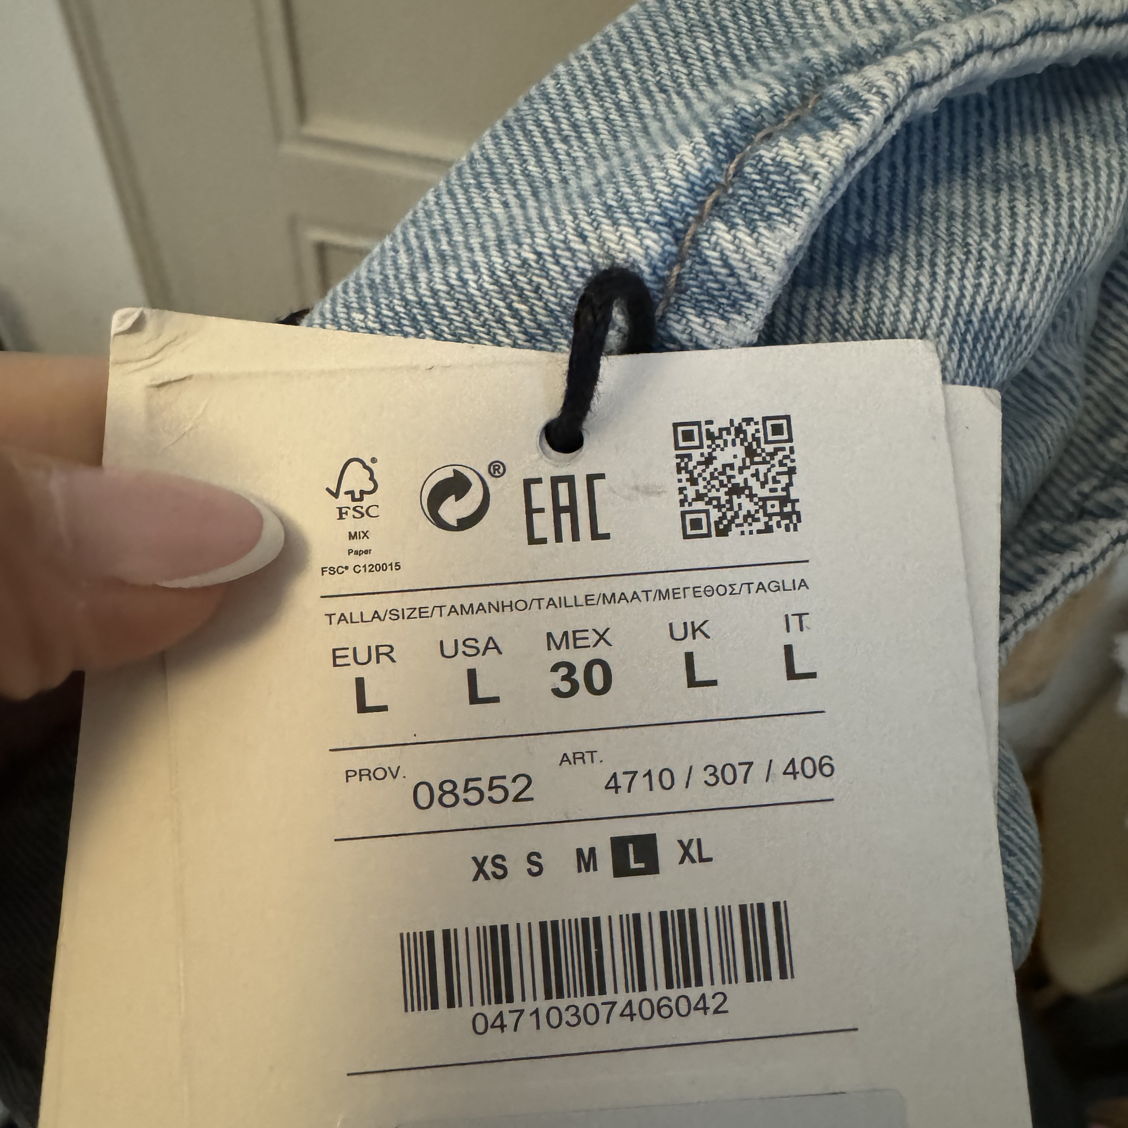 FSC
MIX
Paper
FSC® C120015
®
EAC
TALLA/SIZE/TAMANHO/TAILLE/MAAT/ΜΕΓΕΘΟΣ/TAGLIA
EUR USA MEX UK IT
L L 30 L L
PROV. 08552 ART. 4710 / 307 / 406
XS S M L XL
04710307406042